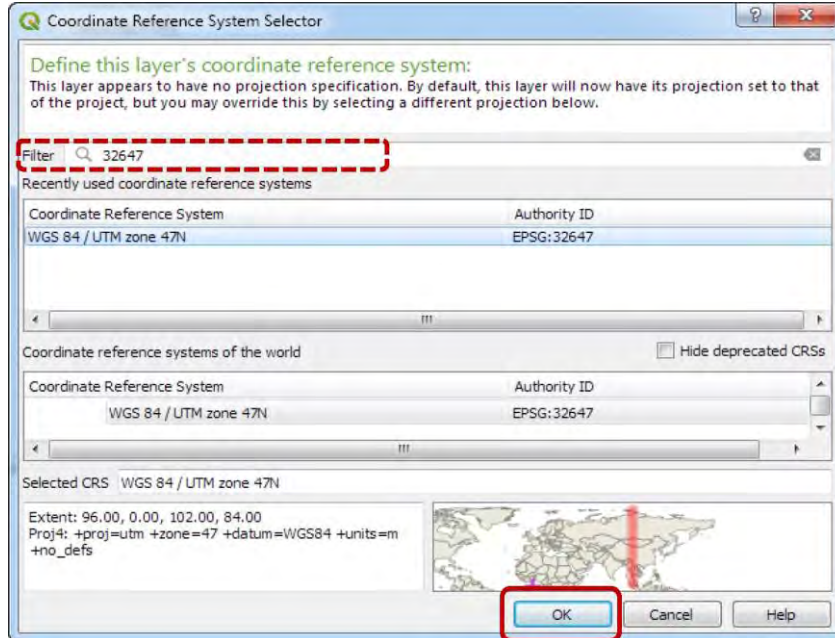 Coordinate Reference System Selector
Define this layer's coordinate reference system:
This layer appears to have no projection specification. By default, this layer will now have its projection set to that
of the project, but you may override this by selecting a different projection below.
Filter 32647
Recently used coordinate reference systems
Coordinate Reference System Authority ID
WGS 84 / UTM zone 47N EPSG:32647
Coordinate reference systems of the world Hide deprecated CRSs
Coordinate Reference System Authority ID
WGS 84 / UTM zone 47N EPSG:32647
Selected CRS WGS 84 / UTM zone 47N
Extent: 96.00, 0.00, 102.00, 84.00
Proj4: +proj=utm +zone=47 +datum=WGS84 +units=m
+no_defs
OK Cancel Help